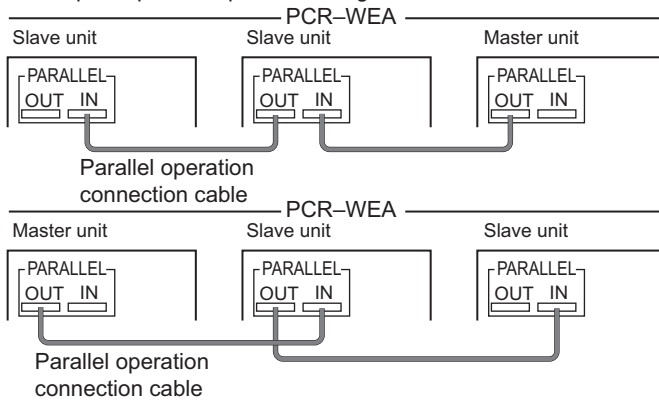 PCR–WEA
Slave unit Slave unit Master unit
PARALLEL PARALLEL PARALLEL
OUT IN OUT IN OUT IN
Parallel operation
connection cable
PCR–WEA
Master unit Slave unit Slave unit
PARALLEL PARALLEL PARALLEL
OUT IN OUT IN OUT IN
Parallel operation
connection cable